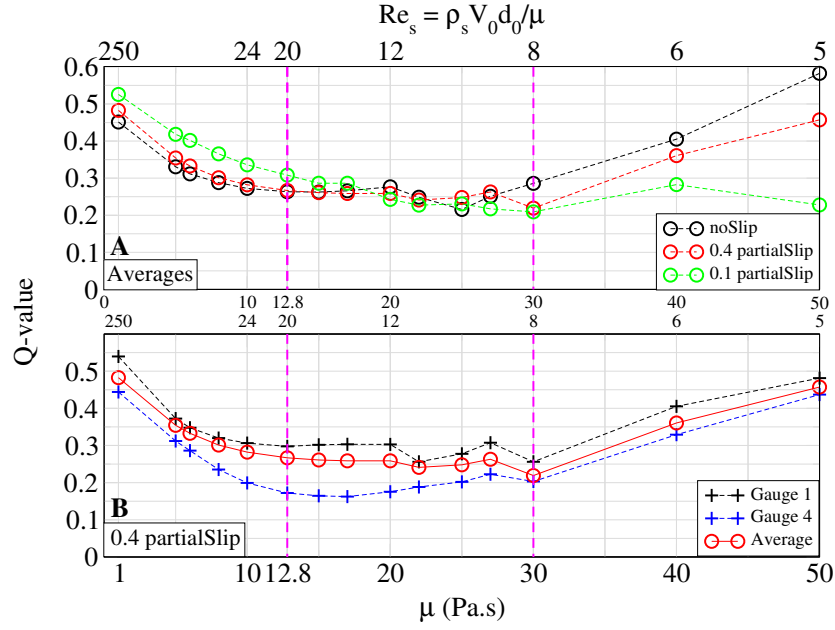 Re_s = ρ_s V_0 d_0/μ
250 24 20 12 8 6 5
0.6
0.5
0.4
0.3
0.2
0.1
0
A
Averages
noSlip
0.4 partialSlip
0.1 partialSlip
0 10 12.8 20 30 40 50
250 24 20 12 8 6 5
Q-value
0.5
0.4
0.3
0.2
0.1
0
B
0.4 partialSlip
Gauge 1
Gauge 4
Average
1 10 12.8 20 30 40 50
μ (Pa.s)